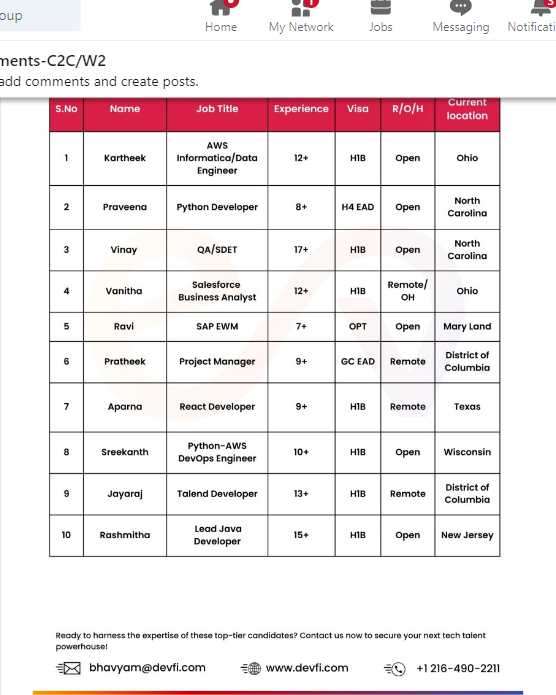 oup
Home
My Network
Jobs
Messaging
Notificati
ments-C2C/W2
add comments and create posts.
S.No Name Job Title Experience Visa R/O/H Current location
1 Kartheek AWS Informatica/Data Engineer 12+ H1B Open Ohio
2 Praveena Python Developer 8+ H4 EAD Open North Carolina
3 Vinay QA/SDET 17+ H1B Open North Carolina
4 Vanitha Salesforce Business Analyst 12+ H1B Remote/ OH Ohio
5 Ravi SAP EWM 7+ OPT Open Mary Land
6 Pratheek Project Manager 9+ GC EAD Remote District of Columbia
7 Aparna React Developer 9+ H1B Remote Texas
8 Sreekanth Python-AWS DevOps Engineer 10+ H1B Open Wisconsin
9 Jayaraj Talend Developer 13+ H1B Remote District of Columbia
10 Rashmitha Lead Java Developer 15+ H1B Open New Jersey
Ready to harness the expertise of these top-tier candidates? Contact us now to secure your next tech talent
powerhouse!
bhavyam@devfi.com www.devfi.com +1 216-490-2211